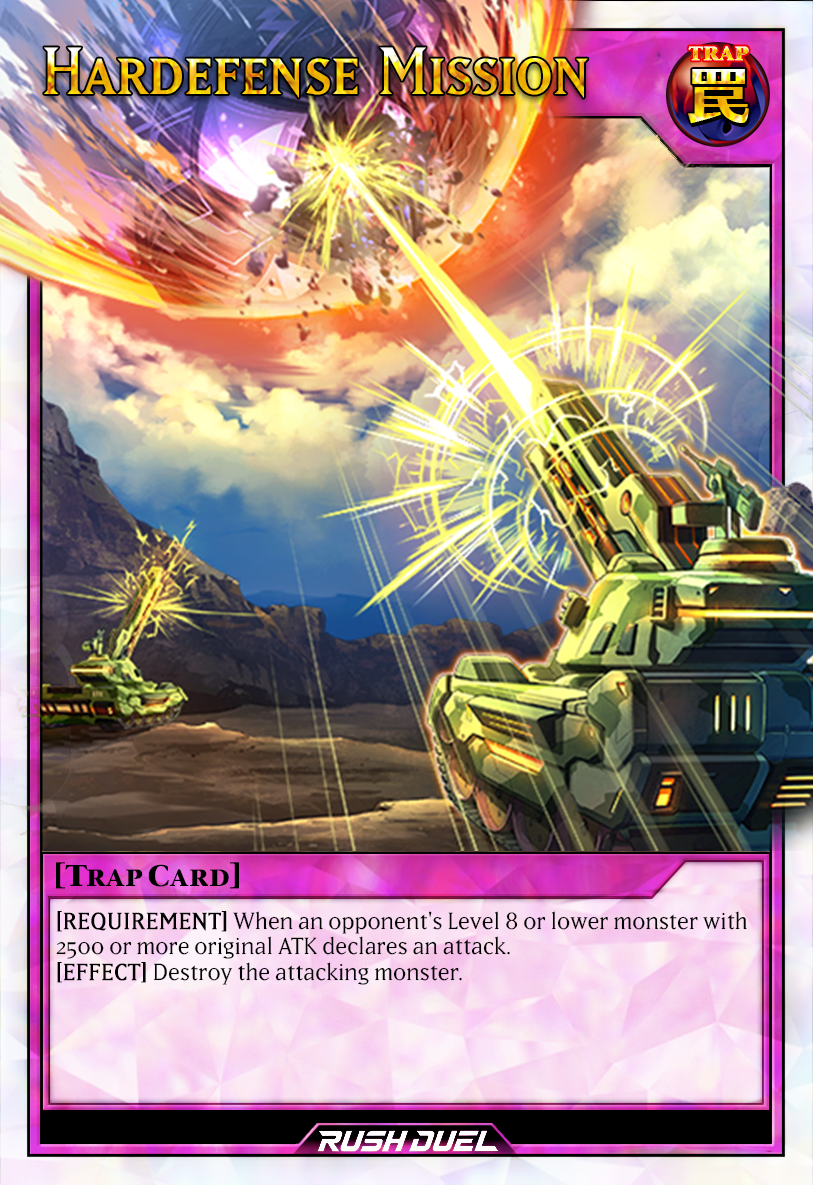 Hardefense Mission
TRAP
罠
[Trap Card]
[REQUIREMENT] When an opponent's Level 8 or lower monster with
2500 or more original ATK declares an attack.
[EFFECT] Destroy the attacking monster.
RUSH DUEL